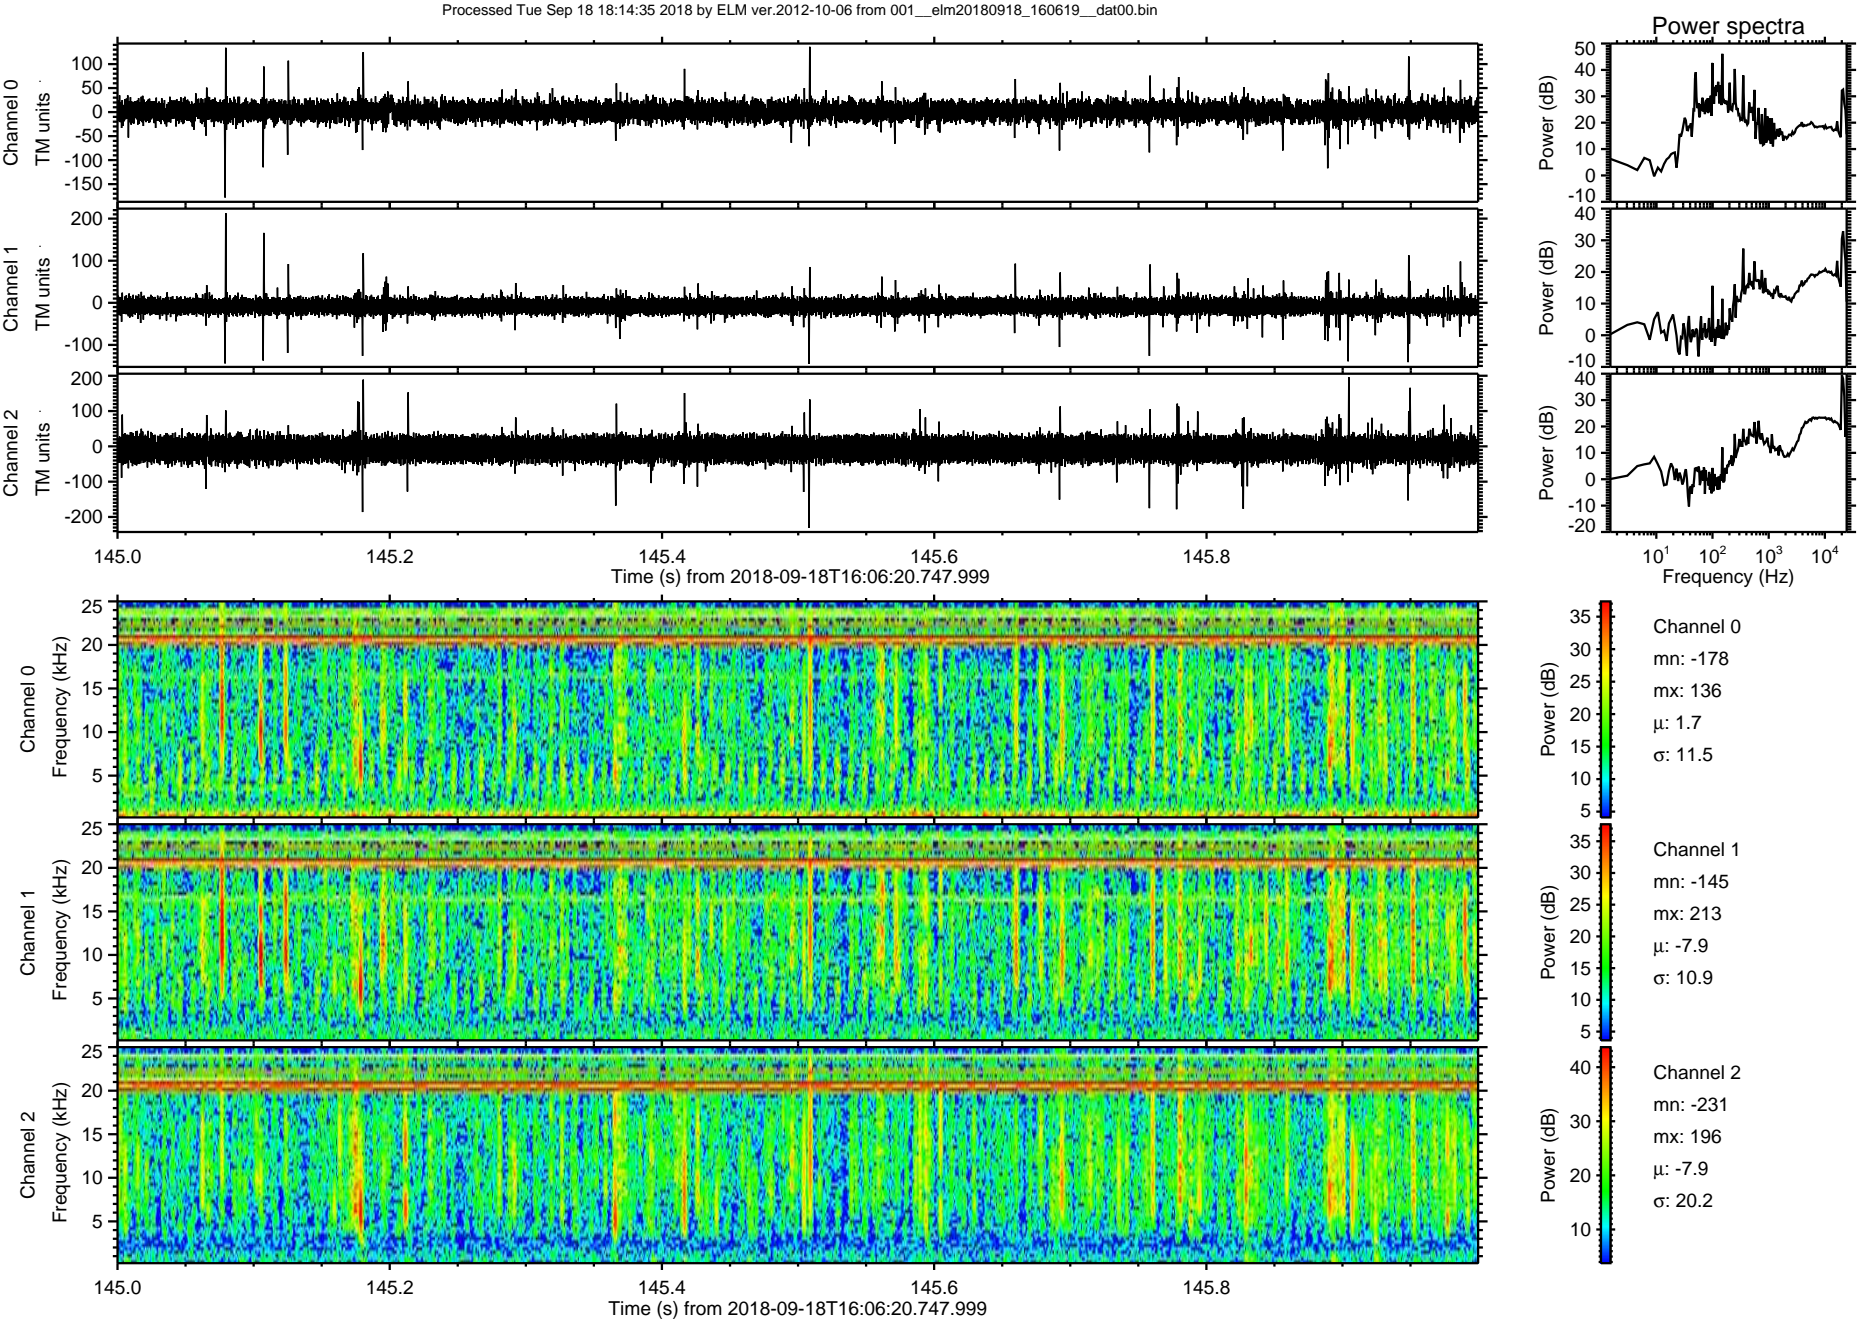 Processed Tue Sep 18 18:14:35 2018 by ELM ver.2012-10-06 from 001__elm20180918_160619__dat00.bin
Power spectra
Channel 0
TM units
100
50
0
-50
-100
-150
Power (dB)
50
40
30
20
10
0
-10
Channel 1
TM units
200
100
0
-100
Power (dB)
40
30
20
10
0
-10
Channel 2
TM units
200
100
0
-100
-200
Power (dB)
40
30
20
10
0
-10
-20
145.0 145.2 145.4 145.6 145.8
Time (s) from 2018-09-18T16:06:20.747.999
10^1 10^2 10^3 10^4
Frequency (Hz)
Channel 0
Frequency (kHz)
25
20
15
10
5
Power (dB)
35
30
25
20
15
10
5
Channel 0
mn: -178
mx: 136
μ: 1.7
σ: 11.5
Channel 1
Frequency (kHz)
25
20
15
10
5
Power (dB)
35
30
25
20
15
10
5
Channel 1
mn: -145
mx: 213
μ: -7.9
σ: 10.9
Channel 2
Frequency (kHz)
25
20
15
10
5
Power (dB)
40
30
20
10
Channel 2
mn: -231
mx: 196
μ: -7.9
σ: 20.2
145.0 145.2 145.4 145.6 145.8
Time (s) from 2018-09-18T16:06:20.747.999